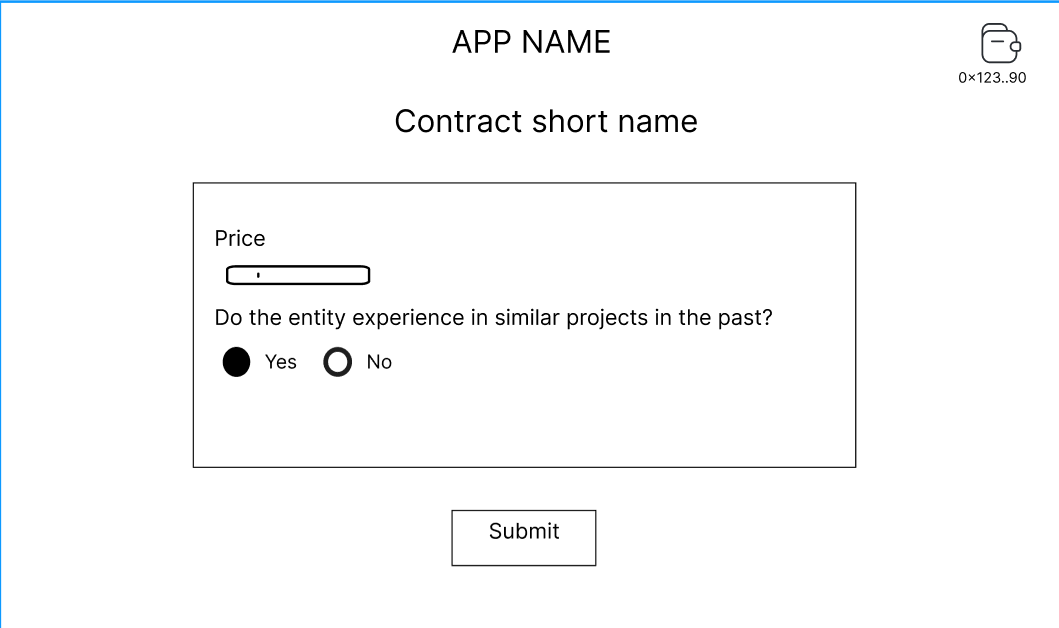 APP NAME
0×123..90
Contract short name
Price
Do the entity experience in similar projects in the past?
Yes No
Submit